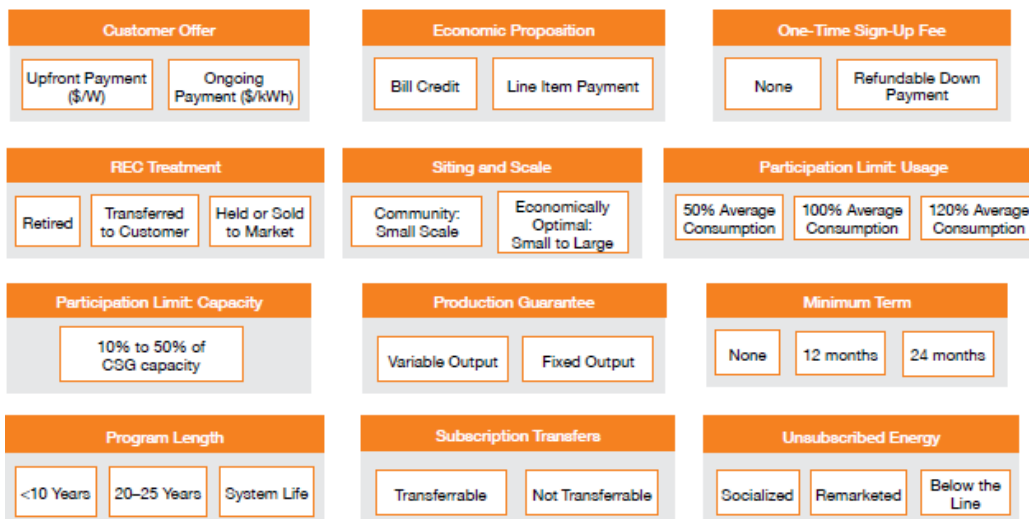 Customer Offer
Upfront Payment
($/W)
Ongoing
Payment ($/kWh)
Economic Proposition
Bill Credit
Line Item Payment
One-Time Sign-Up Fee
None
Refundable Down
Payment
REC Treatment
Retired
Transferred
to Customer
Held or Sold
to Market
Siting and Scale
Community:
Small Scale
Economically
Optimal:
Small to Large
Participation Limit: Usage
50% Average
Consumption
100% Average
Consumption
120% Average
Consumption
Participation Limit: Capacity
10% to 50% of
CSG capacity
Production Guarantee
Variable Output
Fixed Output
Minimum Term
None
12 months
24 months
Program Length
<10 Years
20–25 Years
System Life
Subscription Transfers
Transferrable
Not Transferrable
Unsubscribed Energy
Socialized
Remarketed
Below the
Line